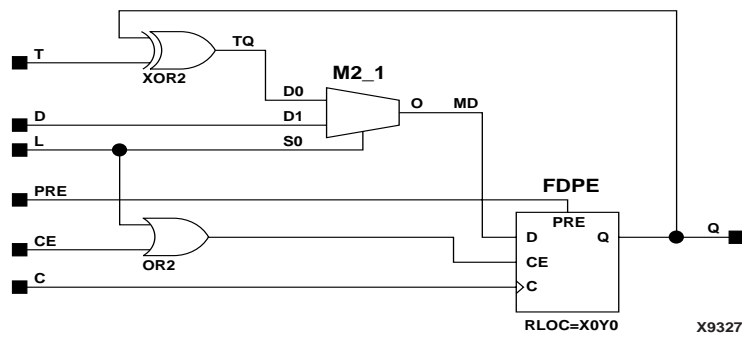 T
XOR2
TQ
M2_1
D0
D
D1
O
MD
L
S0
PRE
FDPE
PRE
D
Q
Q
CE
OR2
CE
C
C
RLOC=X0Y0
X9327